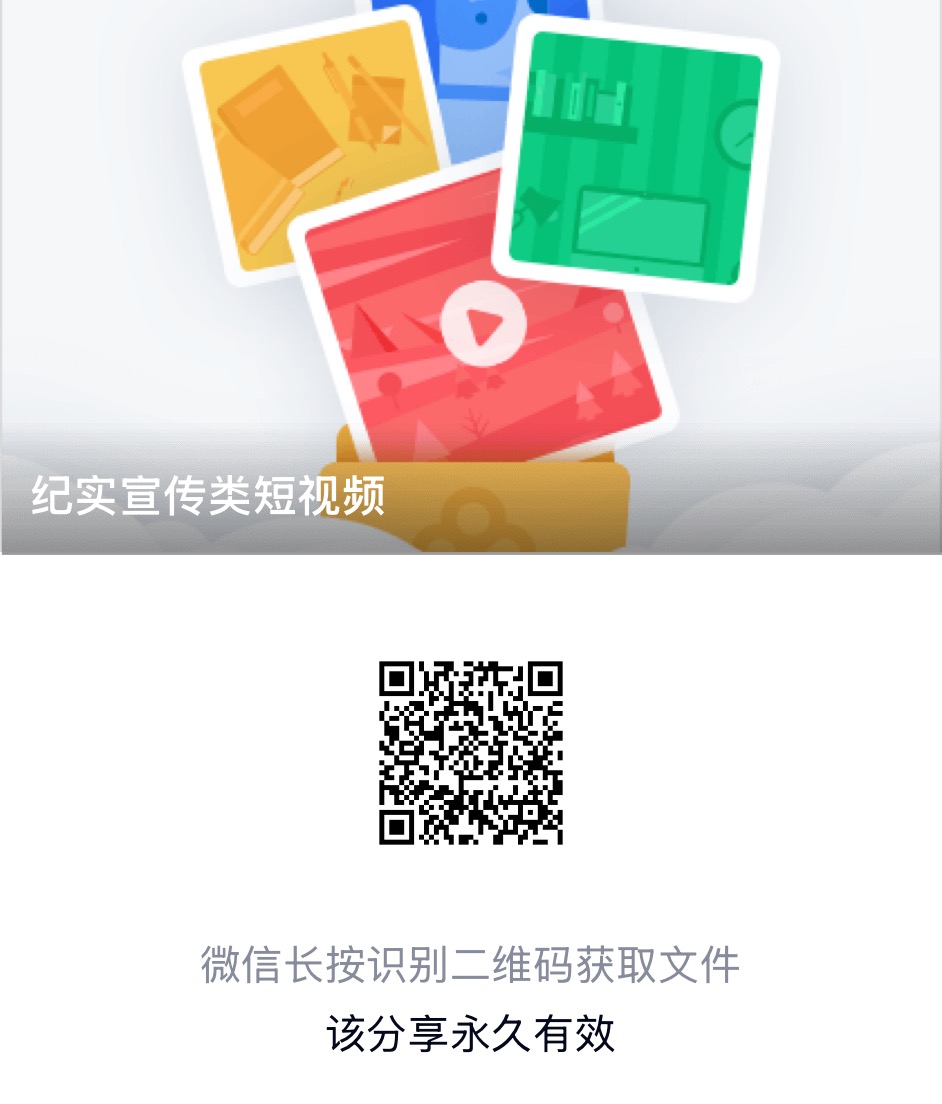 纪实宣传类短视频
微信长按识别二维码获取文件
该分享永久有效